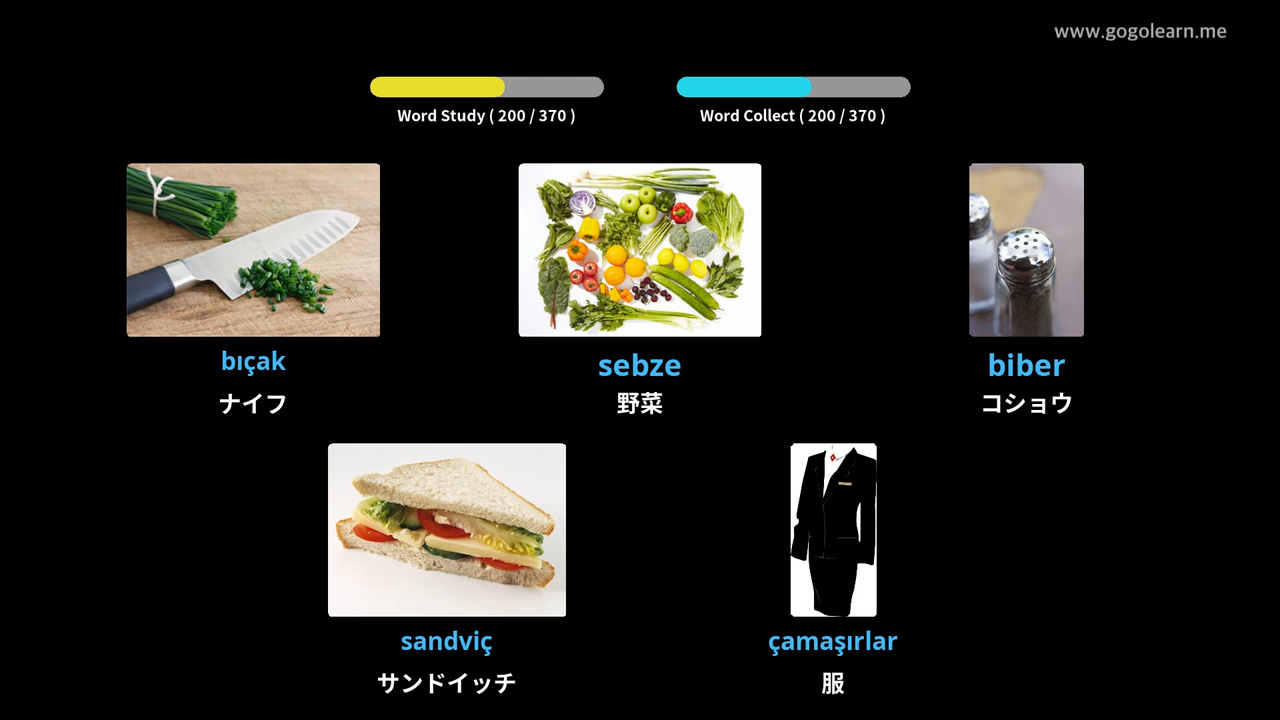 www.gogolearn.me
Word Study ( 200 / 370 )
Word Collect ( 200 / 370 )
bıçak
ナイフ
sebze
野菜
biber
コショウ
sandviç
サンドイッチ
çamaşırlar
服